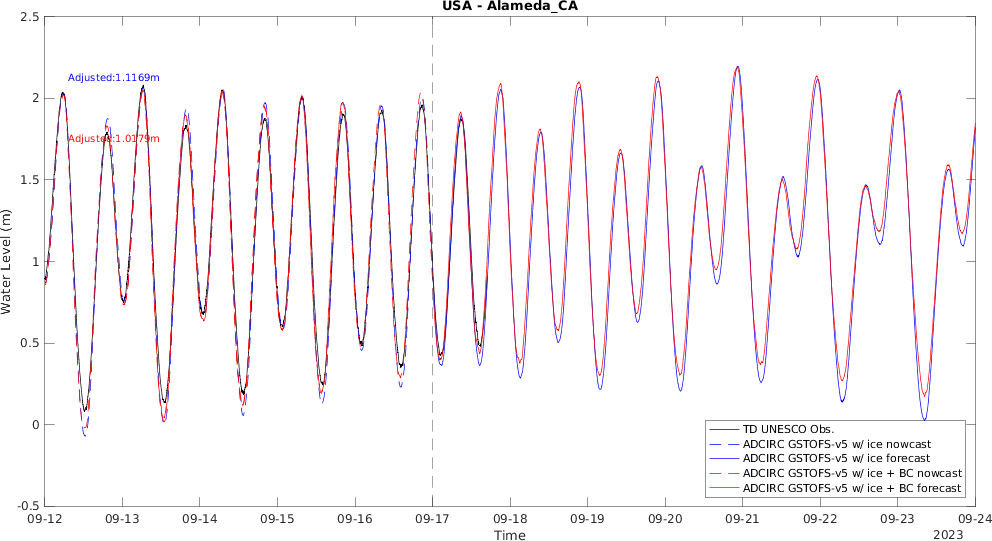 USA - Alameda_CA
2.5
2
1.5
1
0.5
0
-0.5
Water Level (m)
Adjusted:1.1169m
Adjusted:1.0179m
TD UNESCO Obs.
ADCIRC GSTOFS-v5 w/ ice nowcast
ADCIRC GSTOFS-v5 w/ ice forecast
ADCIRC GSTOFS-v5 w/ ice + BC nowcast
ADCIRC GSTOFS-v5 w/ ice + BC forecast
09-12 09-13 09-14 09-15 09-16 09-17 09-18 09-19 09-20 09-21 09-22 09-23 09-24
Time
2023